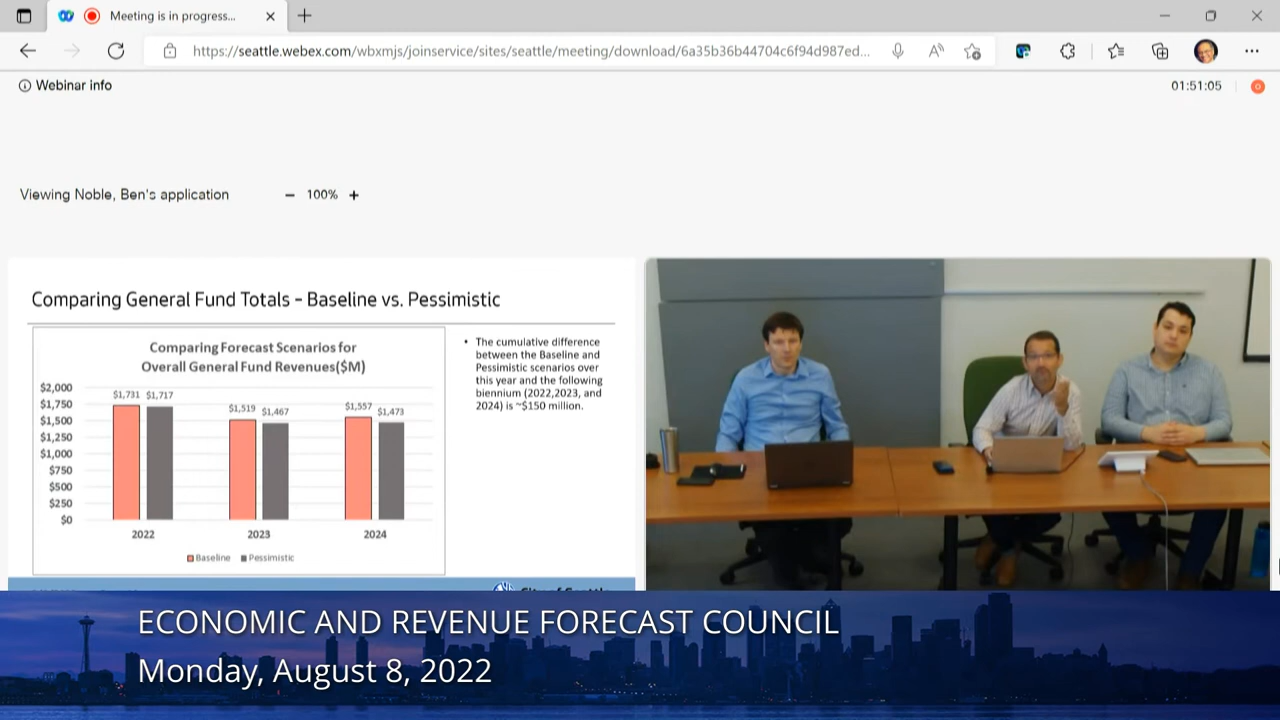 Meeting is in progress...
https://seattle.webex.com/wbxmjs/joinservice/sites/seattle/meeting/download/6a35b36b44704c6f94d987ed...
Webinar info
01:51:05
Viewing Noble, Ben's application
100%
Comparing General Fund Totals – Baseline vs. Pessimistic
Comparing Forecast Scenarios for
Overall General Fund Revenues($M)
$2,000
$1,750
$1,500
$1,250
$1,000
$750
$500
$250
$0
$1,731 $1,717
$1,519 $1,467
$1,557 $1,473
2022 2023 2024
Baseline Pessimistic
• The cumulative difference
between the Baseline and
Pessimistic scenarios over
this year and the following
biennium (2022,2023, and
2024) is ~$150 million.
ECONOMIC AND REVENUE FORECAST COUNCIL
Monday, August 8, 2022